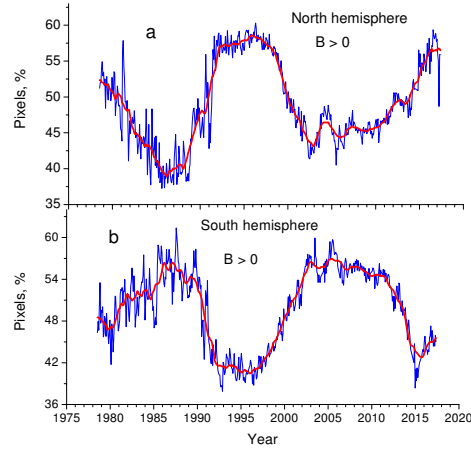 a
North hemisphere
B > 0
Pixels, %
60
55
50
45
40
35
b
South hemisphere
B > 0
Pixels, %
60
54
48
42
36
1975 1980 1985 1990 1995 2000 2005 2010 2015 2020
Year